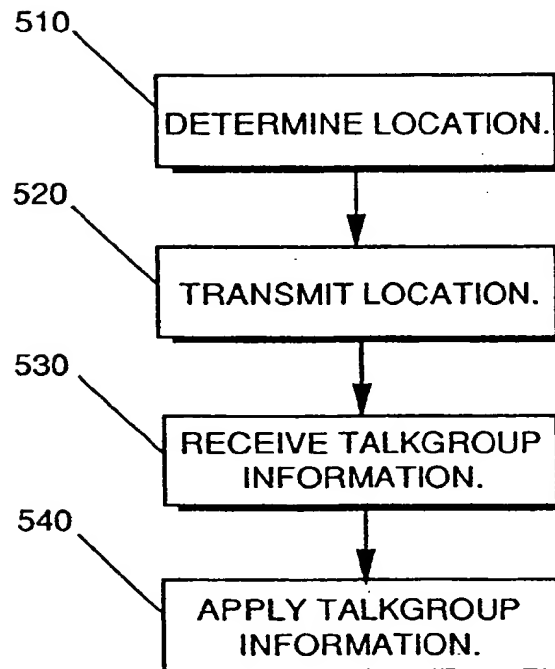 510
DETERMINE LOCATION.
520
TRANSMIT LOCATION.
530
RECEIVE TALKGROUP
INFORMATION.
540
APPLY TALKGROUP
INFORMATION.